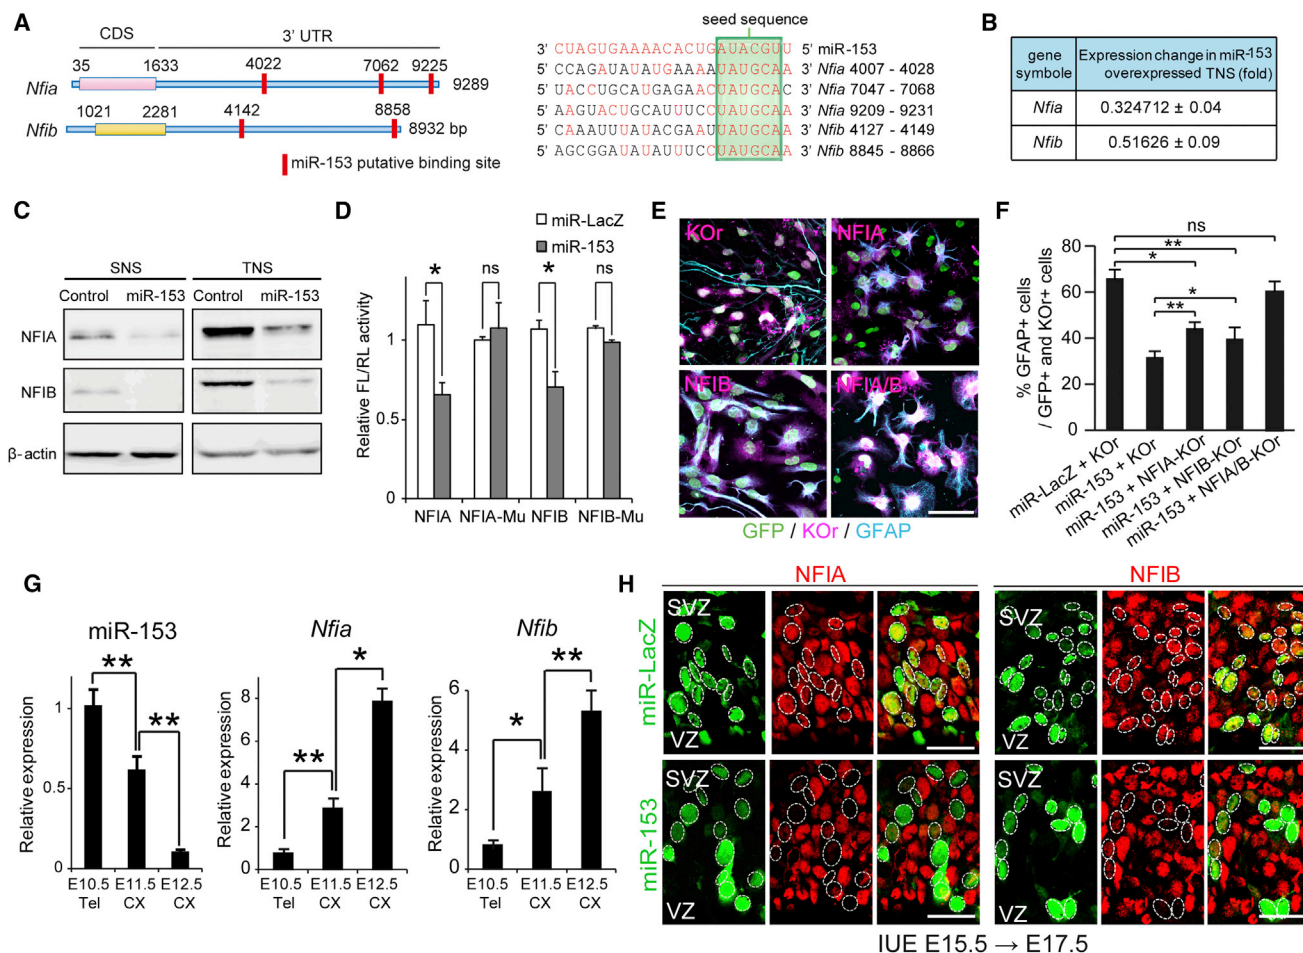 A
CDS
3' UTR
35
1633
4022
7062
9225
Nfia
9289
1021
2281
4142
8858
Nfib
8932 bp
miR-153 putative binding site
seed sequence
3' CUAGUGAAAACACUGAUACGUU 5' miR-153
5' CCAGAUAUAUGAAAAUAUGCAA 3' Nfia 4007 - 4028
5' UACCUGCAUGAGAACUAUGCAC 3' Nfia 7047 - 7068
5' AAGUACUGCAUUUCCUAUGCAA 3' Nfia 9209 - 9231
5' CAAAUUUAUACGAAUUAUGCAA 3' Nfib 4127 - 4149
5' AGCGGAUAUAUUUCCUAUGCAA 3' Nfib 8845 - 8866
B
gene symbole
Expression change in miR-153
overexpressed TNS (fold)
Nfia
0.324712 ± 0.04
Nfib
0.51626 ± 0.09
C
SNS
TNS
Control miR-153
Control miR-153
NFIA
NFIB
β-actin
D
miR-LacZ
miR-153
Relative FL/RL activity
1.5
1
0.5
0
*
ns
*
ns
NFIA
NFIA-Mu
NFIB
NFIB-Mu
E
KOr
NFIA
NFIB
NFIA/B
GFP / KOr / GFAP
F
% GFAP+ cells
/ GFP+ and KOr+ cells
80
60
40
20
0
ns
**
*
*
**
miR-LacZ + KOr
miR-153 + KOr
miR-153 + NFIA-KOr
miR-153 + NFIB-KOr
miR-153 + NFIA/B-KOr
G
miR-153
Relative expression
1
0.5
0
**
**
E10.5 E11.5 E12.5
Tel CX CX
Nfia
Relative expression
8
6
4
2
0
*
**
E10.5 E11.5 E12.5
Tel CX CX
Nfib
Relative expression
6
4
2
0
**
*
E10.5 E11.5 E12.5
Tel CX CX
H
NFIA
NFIB
miR-LacZ
SVZ
VZ
SVZ
VZ
miR-153
SVZ
VZ
SVZ
VZ
IUE E15.5 → E17.5